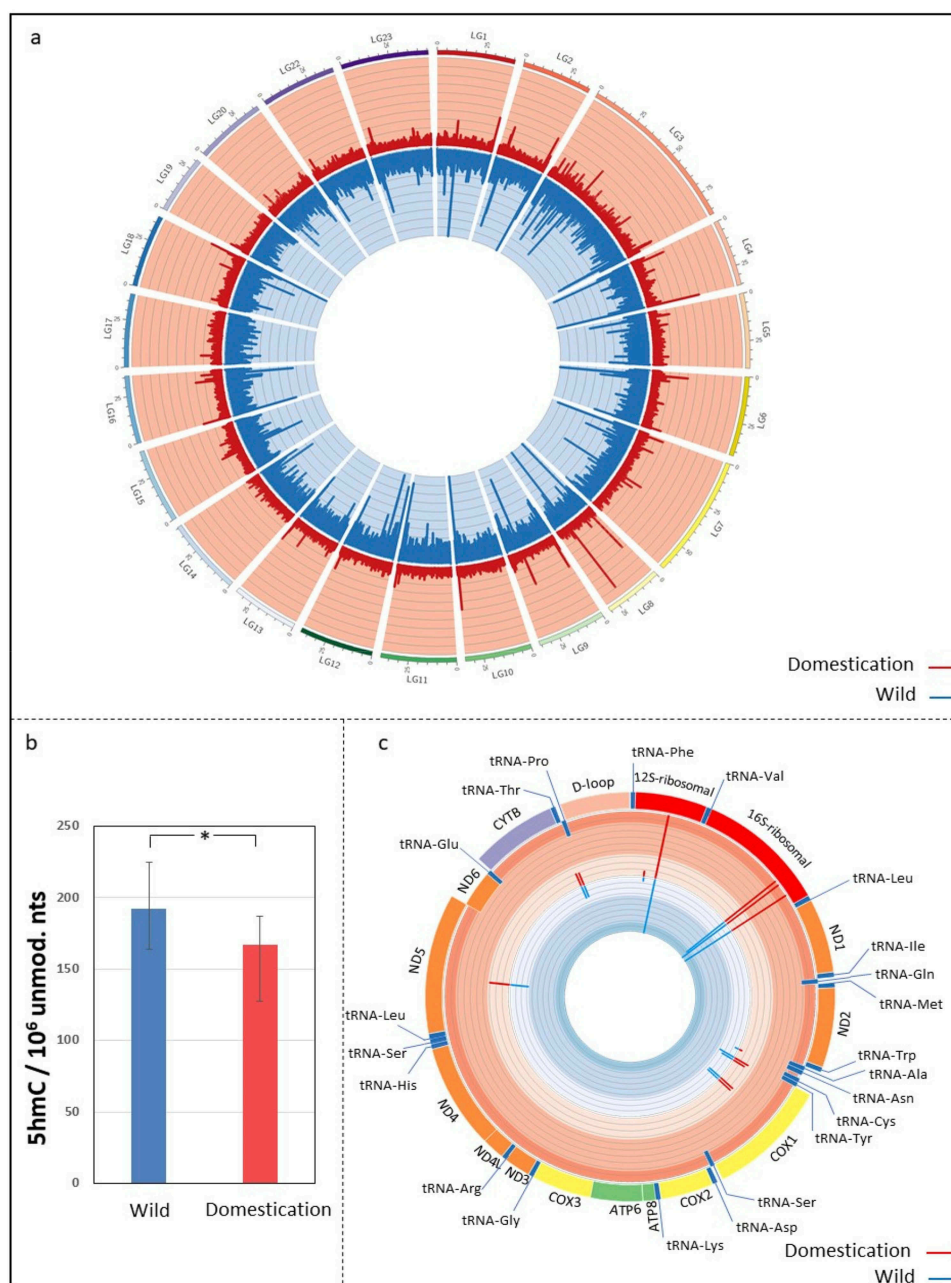 a
LG23
LG1
LG2
LG22
LG3
LG20
LG19
LG4
LG18
LG5
LG17
LG6
LG16
LG7
LG15
LG14
LG8
LG13
LG9
LG12
LG11
LG10
Domestication
Wild
b
250
200
150
100
50
0
5hmC / 10⁶ unmod. nts
*
Wild
Domestication
c
tRNA-Phe
tRNA-Pro
D-loop
12S-ribosomal
tRNA-Val
tRNA-Thr
CYTB
16S-ribosomal
tRNA-Glu
ND6
tRNA-Leu
ND1
ND5
tRNA-Ile
tRNA-Gln
tRNA-Met
ND2
tRNA-Leu
tRNA-Ser
tRNA-His
tRNA-Trp
tRNA-Ala
tRNA-Asn
tRNA-Cys
tRNA-Tyr
ND4
COX1
ND4L
ND3
tRNA-Arg
tRNA-Gly
COX3
ATP6
ATP8
COX2
tRNA-Ser
tRNA-Asp
tRNA-Lys
Domestication
Wild